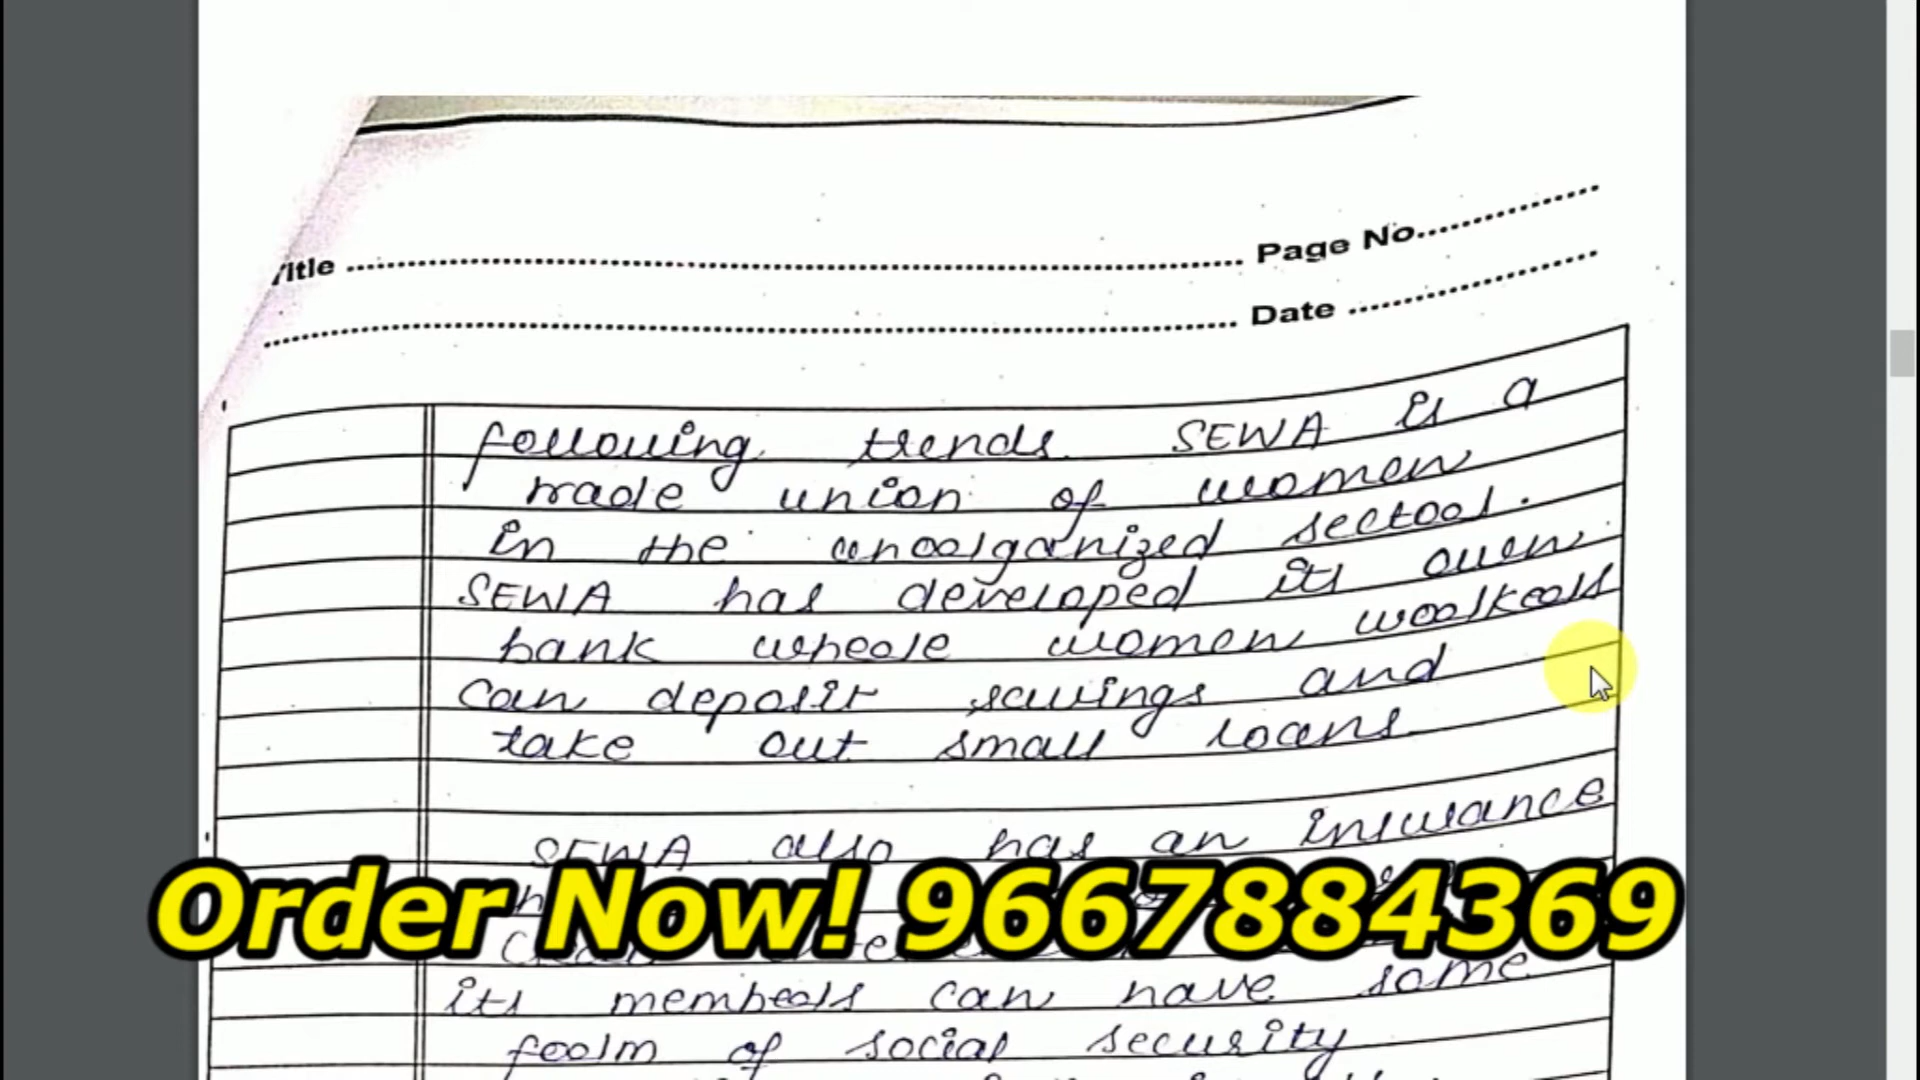 Title ........ Page No........
........ Date ........
following trends. SEWA is a
trade union of women
in the unorganized sector.
SEWA has developed its own
bank where women workers
can deposit savings and
take out small loans.
SEWA also has an insurance
Order Now! 9667884369
its members can have some
form of social security